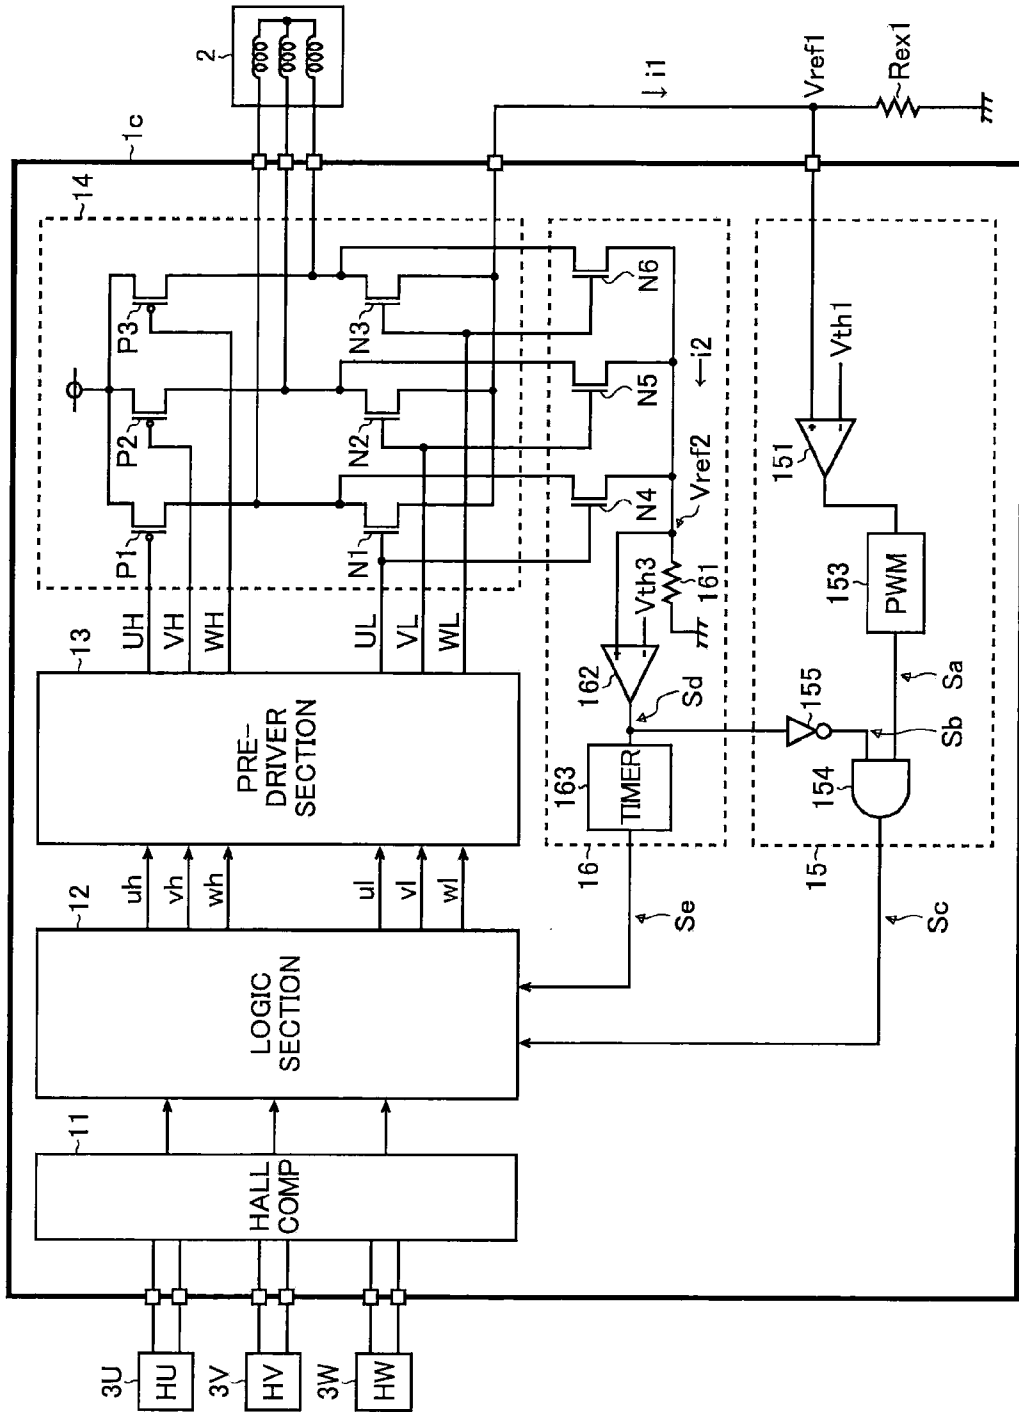 3U
HU
3V
HV
3W
HW
11
HALL
COMP
12
LOGIC
SECTION
uh
vh
wh
ul
vl
wl
13
PRE-
DRIVER
SECTION
UH
VH
WH
UL
VL
WL
14
P1
P2
P3
N1
N2
N3
2
1c
i1
Vref1
Rex1
16
Se
163
TIMER
Sd
162
Vth3
161
Vref2
i2
N4
N5
N6
15
Sc
154
155
Sb
Sa
153
PWM
151
+
-
Vth1
+
-